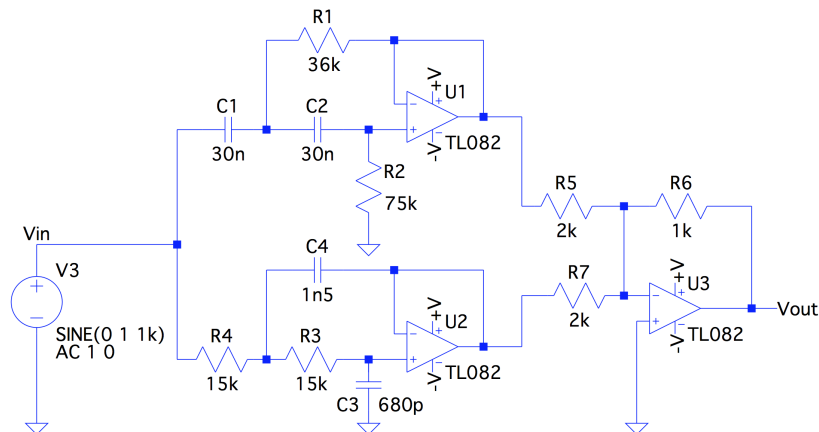 R1
36k
+V
U1
-
+
+
-
-V
TL082
C1
30n
C2
30n
R2
75k
R5
2k
R6
1k
Vin
V3
+
-
SINE(0 1 1k)
AC 1 0
C4
1n5
R4
15k
R3
15k
C3
680p
+V
U2
-
+
+
-
-V
TL082
R7
2k
+V
U3
-
+
+
-
-V
TL082
Vout